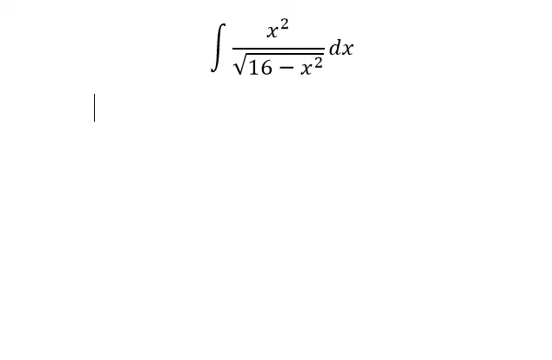 ∫ x²/√(16 − x²) dx